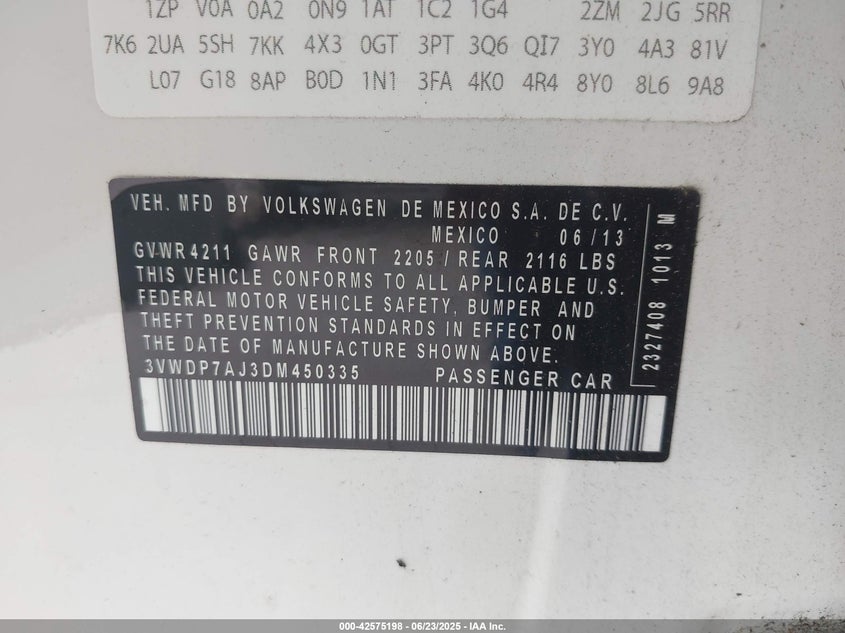 1ZP V0A 0A2 0N9 1AT 1C2 1G4 2ZM 2JG 5RR
7K6 2UA 5SH 7KK 4X3 0GT 3PT 3Q6 QI7 3Y0 4A3 81V
L07 G18 8AP B0D 1N1 3FA 4K0 4R4 8Y0 8L6 9A8
VEH. MFD BY VOLKSWAGEN DE MEXICO S.A. DE C.V.
MEXICO 06/13
GVWR 4211 GAWR FRONT 2205 / REAR 2116 LBS
THIS VEHICLE CONFORMS TO ALL APPLICABLE U.S.
FEDERAL MOTOR VEHICLE SAFETY, BUMPER AND
THEFT PREVENTION STANDARDS IN EFFECT ON
THE DATE OF MANUFACTURE SHOWN ABOVE.
3VWDP7AJ3DM450335 PASSENGER CAR
2327408 1013 M
000-42575198 - 06/23/2025 - IAA Inc.